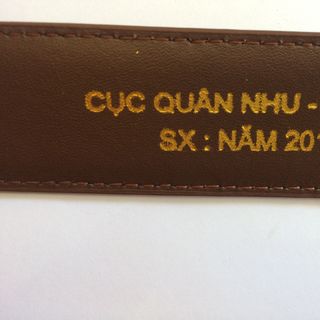 CỤC QUÂN NHU -
SX : NĂM 201